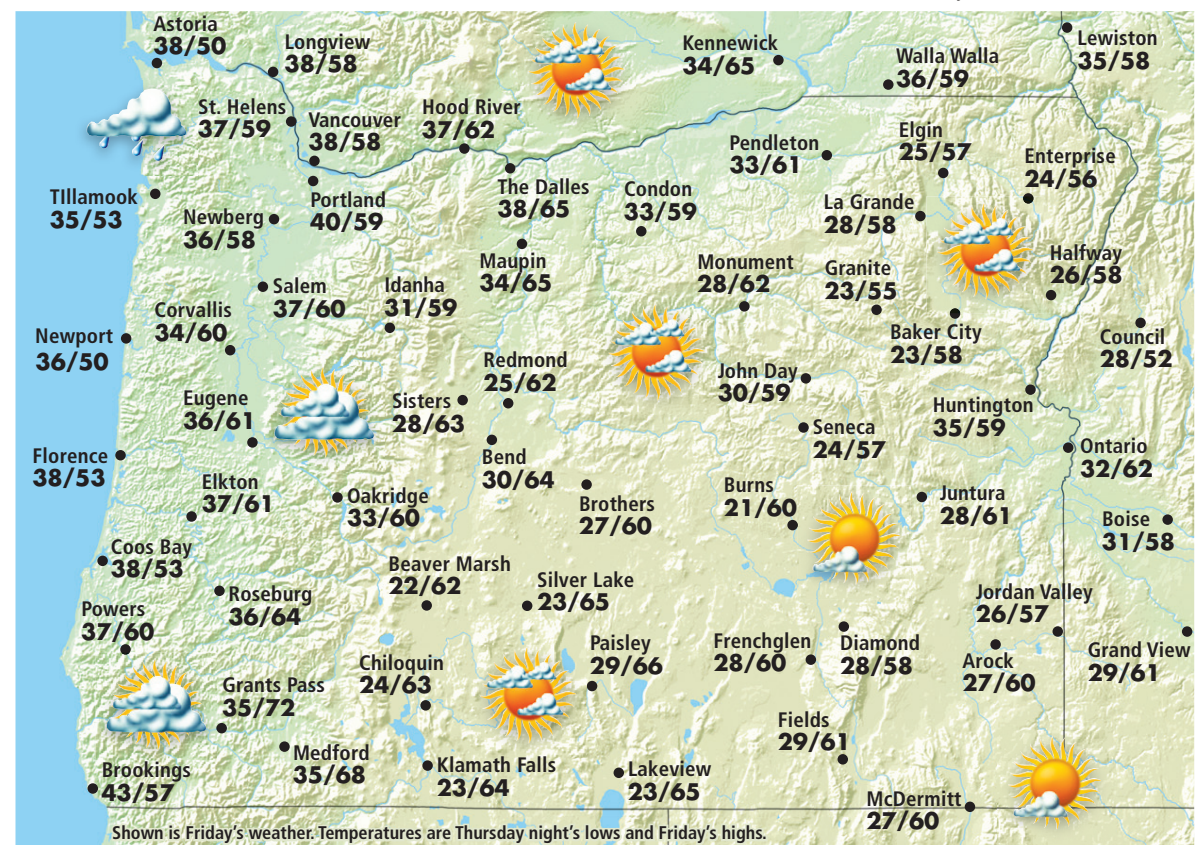 Astoria
38/50
Longview
38/58
Kennewick
34/65
Walla Walla
36/59
Lewiston
35/58
St. Helens
37/59
Vancouver
38/58
Hood River
37/62
Pendleton
33/61
Elgin
25/57
Enterprise
24/56
TIllamook
35/53
Newberg
36/58
Portland
40/59
The Dalles
38/65
Condon
33/59
La Grande
28/58
Maupin
34/65
Monument
28/62
Granite
23/55
Halfway
26/58
Salem
37/60
Idanha
31/59
Corvallis
34/60
Newport
36/50
Baker City
23/58
Council
28/52
Redmond
25/62
John Day
30/59
Eugene
36/61
Sisters
28/63
Huntington
35/59
Seneca
24/57
Ontario
32/62
Florence
38/53
Bend
30/64
Elkton
37/61
Oakridge
33/60
Brothers
27/60
Burns
21/60
Juntura
28/61
Boise
31/58
Coos Bay
38/53
Beaver Marsh
22/62
Silver Lake
23/65
Roseburg
36/64
Jordan Valley
26/57
Powers
37/60
Paisley
29/66
Frenchglen
28/60
Diamond
28/58
Arock
27/60
Grand View
29/61
Chiloquin
24/63
Grants Pass
35/72
Fields
29/61
Medford
35/68
Klamath Falls
23/64
Lakeview
23/65
Brookings
43/57
McDermitt
27/60
Shown is Friday's weather. Temperatures are Thursday night's lows and Friday's highs.